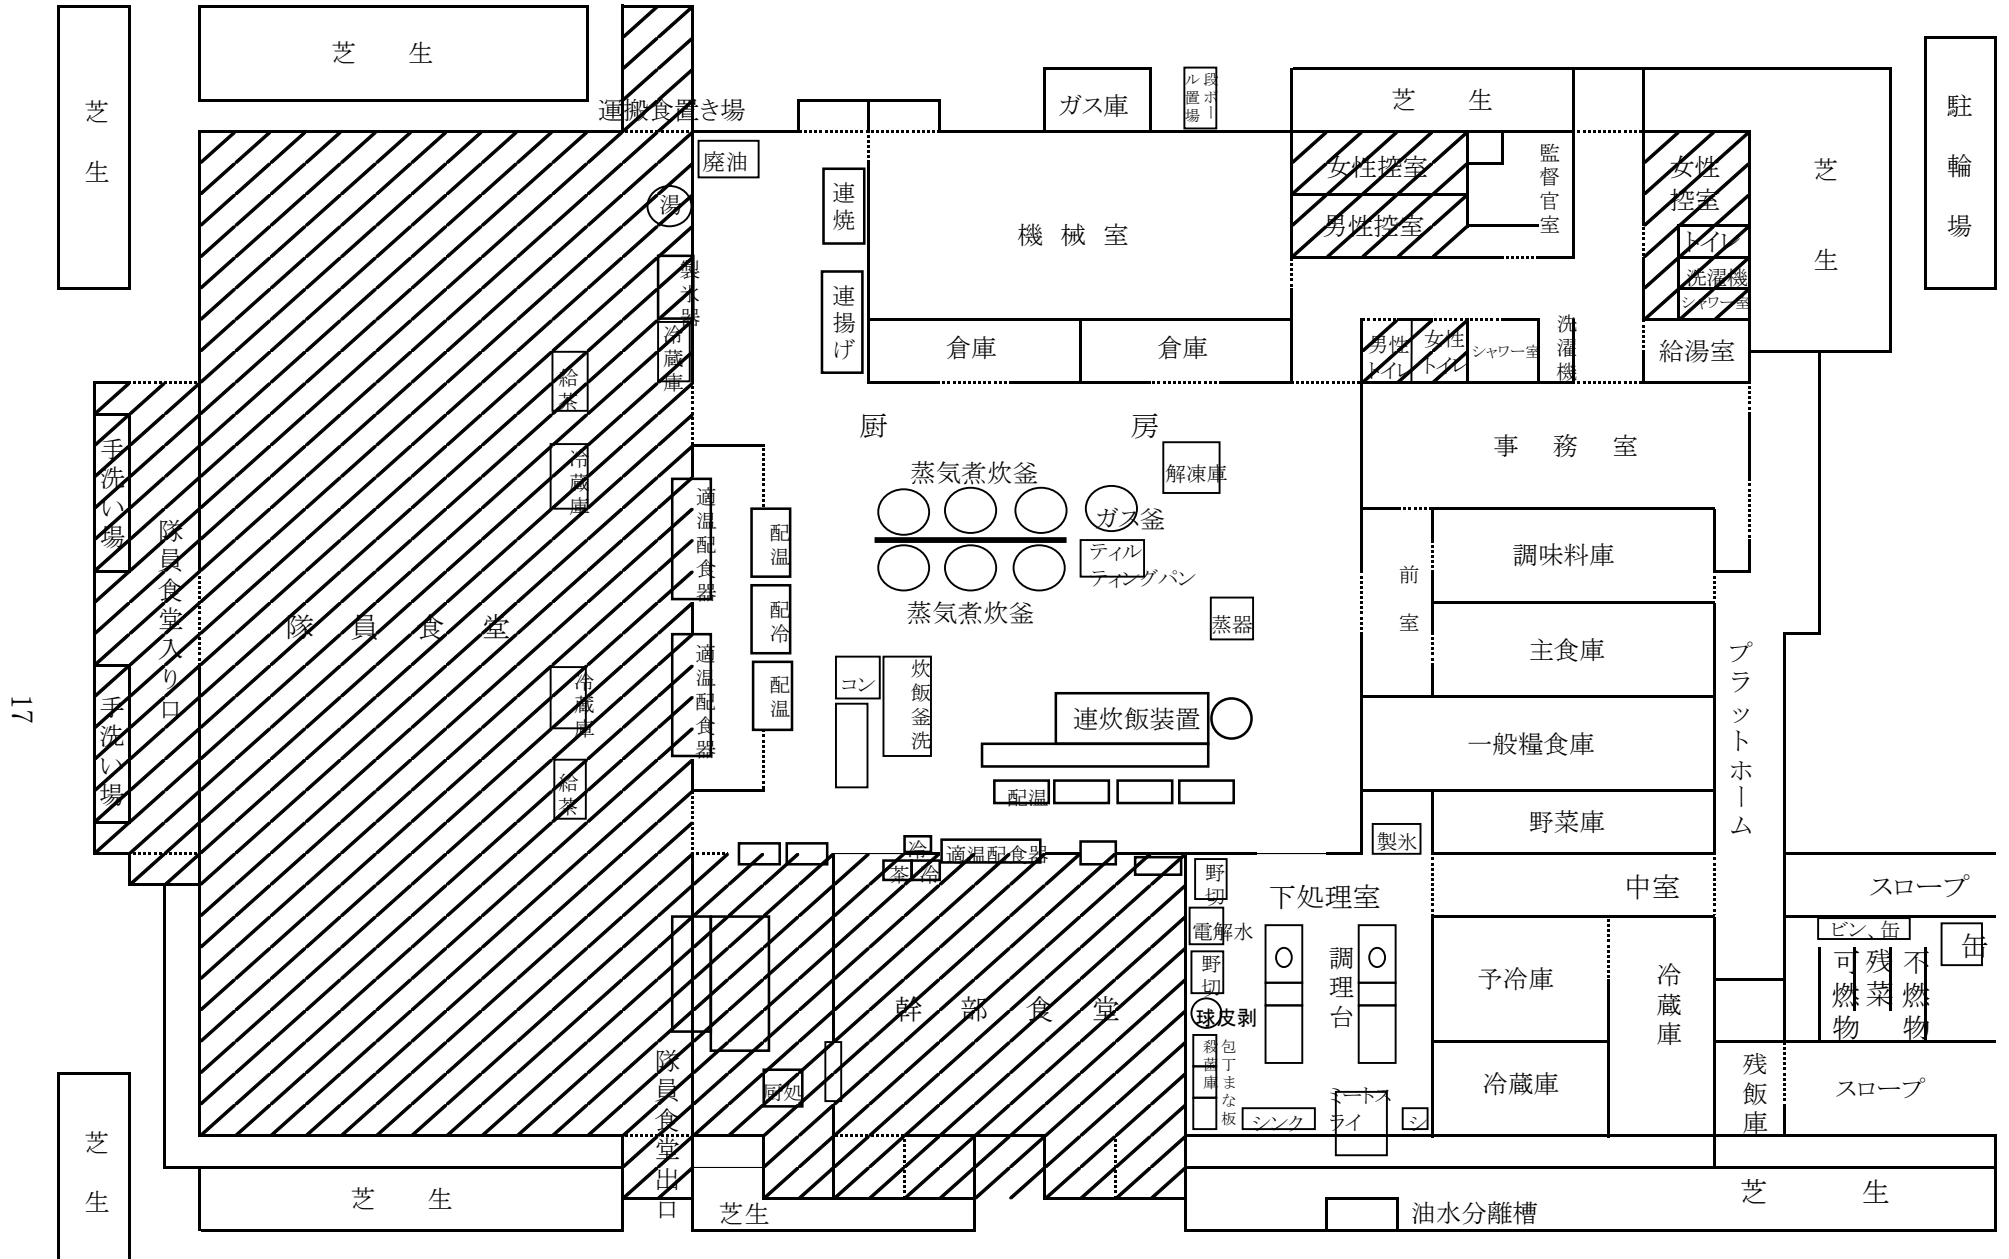 芝生
芝生
運搬食置き場
ガス庫
段ボー
ル置場
芝生
駐輪場
廃油
湯
連焼
機械室
女性控室
男性控室
監督官室
女性
控室
トイレ
洗濯機
シャワー室
芝生
製氷器
冷蔵庫
連揚げ
倉庫
倉庫
男性
トイレ
女性
トイレ
シャワー室
洗濯機
給湯室
給茶
冷蔵庫
厨房
事務室
手洗い場
隊員食堂入り口
適温配食器
配温
蒸気煮炊釜
ガス釜
解凍庫
ティル
ティングパン
蒸気煮炊釜
蒸器
前室
調味料庫
主食庫
一般糧食庫
野菜庫
プラットホーム
隊員食堂
配冷
適温配食器
配温
コン
炊飯釜洗
連炊飯装置
配温
17
手洗い場
冷蔵庫
給茶
製氷
冷
適温配食器
茶
冷
野切
下処理室
中室
スロープ
電解水
野切
調理台
球皮剥
殺菌庫
包丁まな板
予冷庫
冷蔵庫
冷蔵庫
ビン、缶
缶
可燃物
残菜
不燃物
幹部食堂
隊員食堂出口
厨処
シンク
ミートス
ライ
シ
残飯庫
スロープ
芝生
芝生
芝生
油水分離槽
芝生